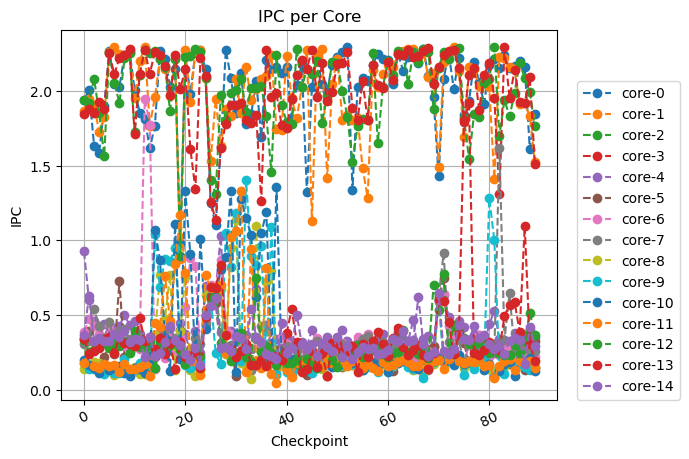 IPC per Core
IPC
2.0
1.5
1.0
0.5
0.0
0
20
40
60
80
Checkpoint
core-0
core-1
core-2
core-3
core-4
core-5
core-6
core-7
core-8
core-9
core-10
core-11
core-12
core-13
core-14